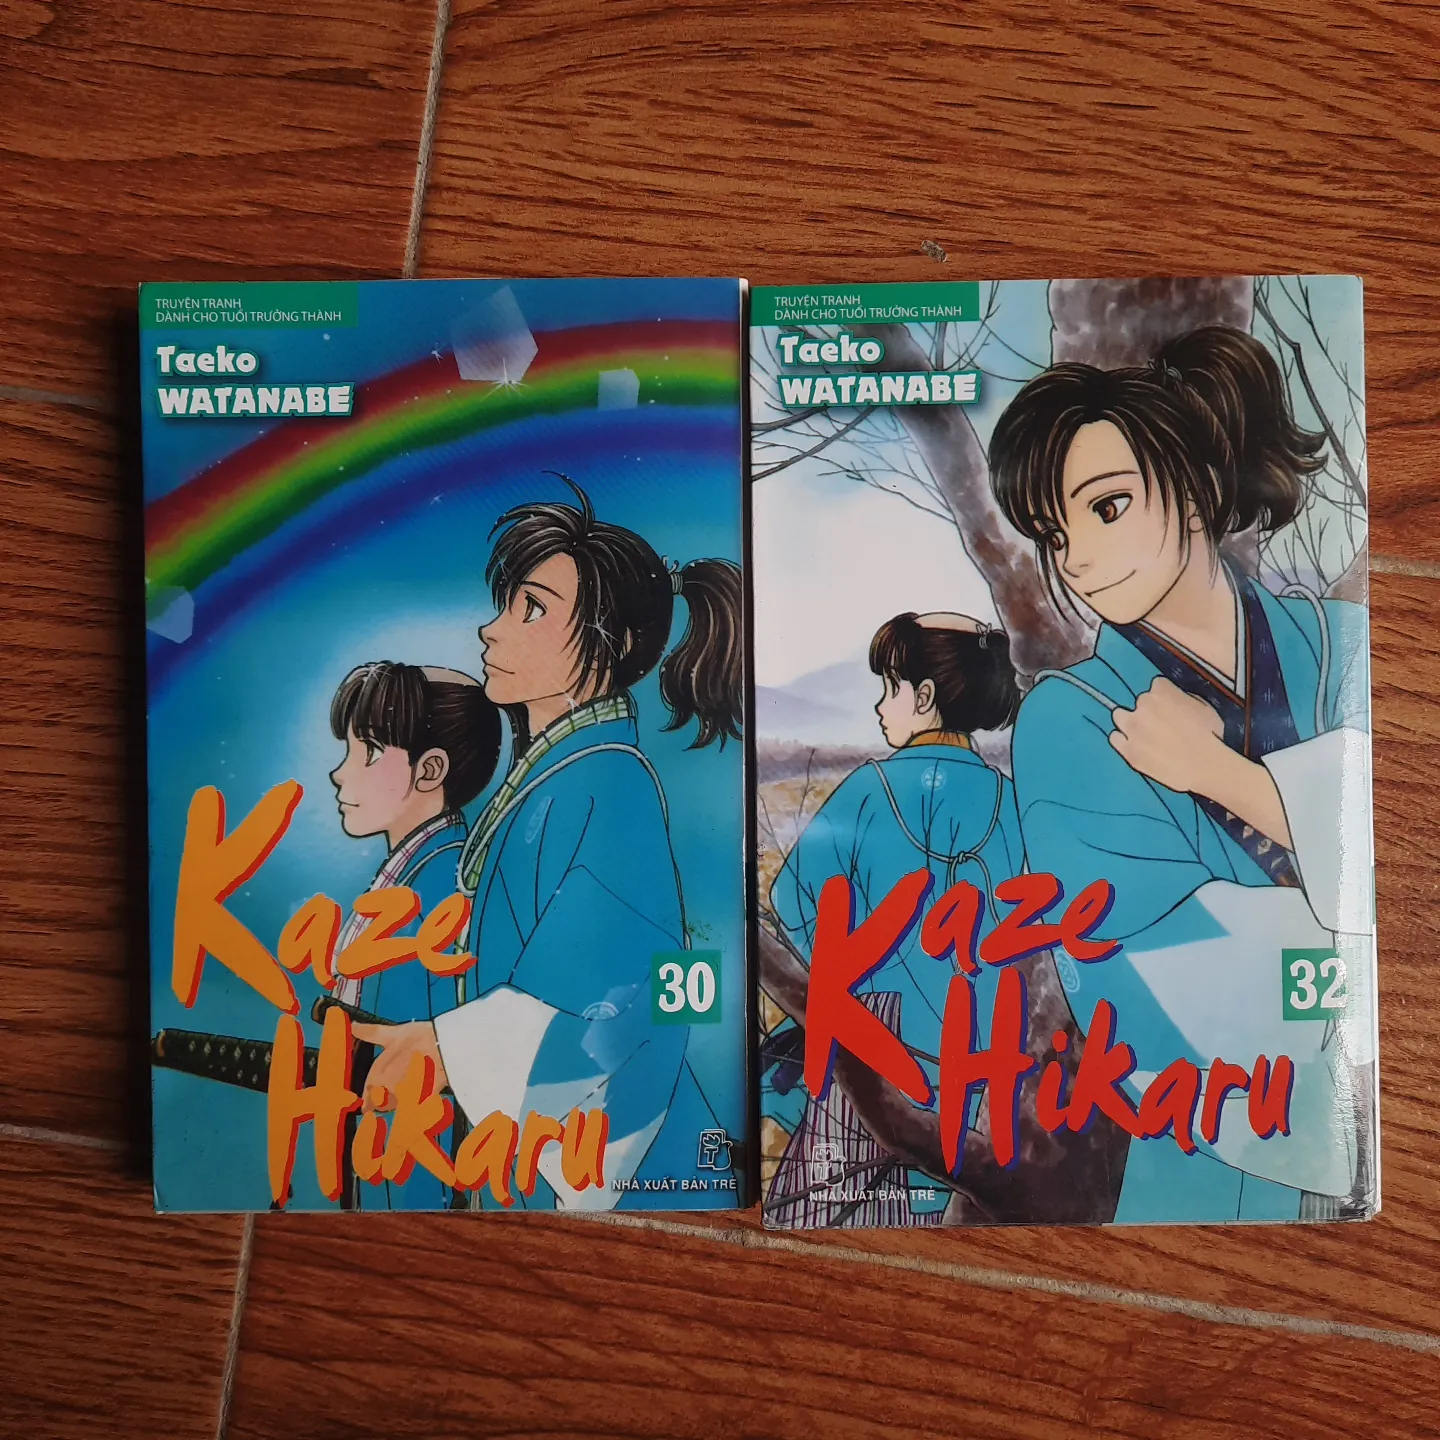 TRUYỆN TRANH
DÀNH CHO TUỔI TRƯỞNG THÀNH
Taeko
WATANABE
Kaze
Hikaru
30
NHÀ XUẤT BẢN TRẺ
TRUYỆN TRANH
DÀNH CHO TUỔI TRƯỞNG THÀNH
Taeko
WATANABE
Kaze
Hikaru
32
NHÀ XUẤT BẢN TRẺ